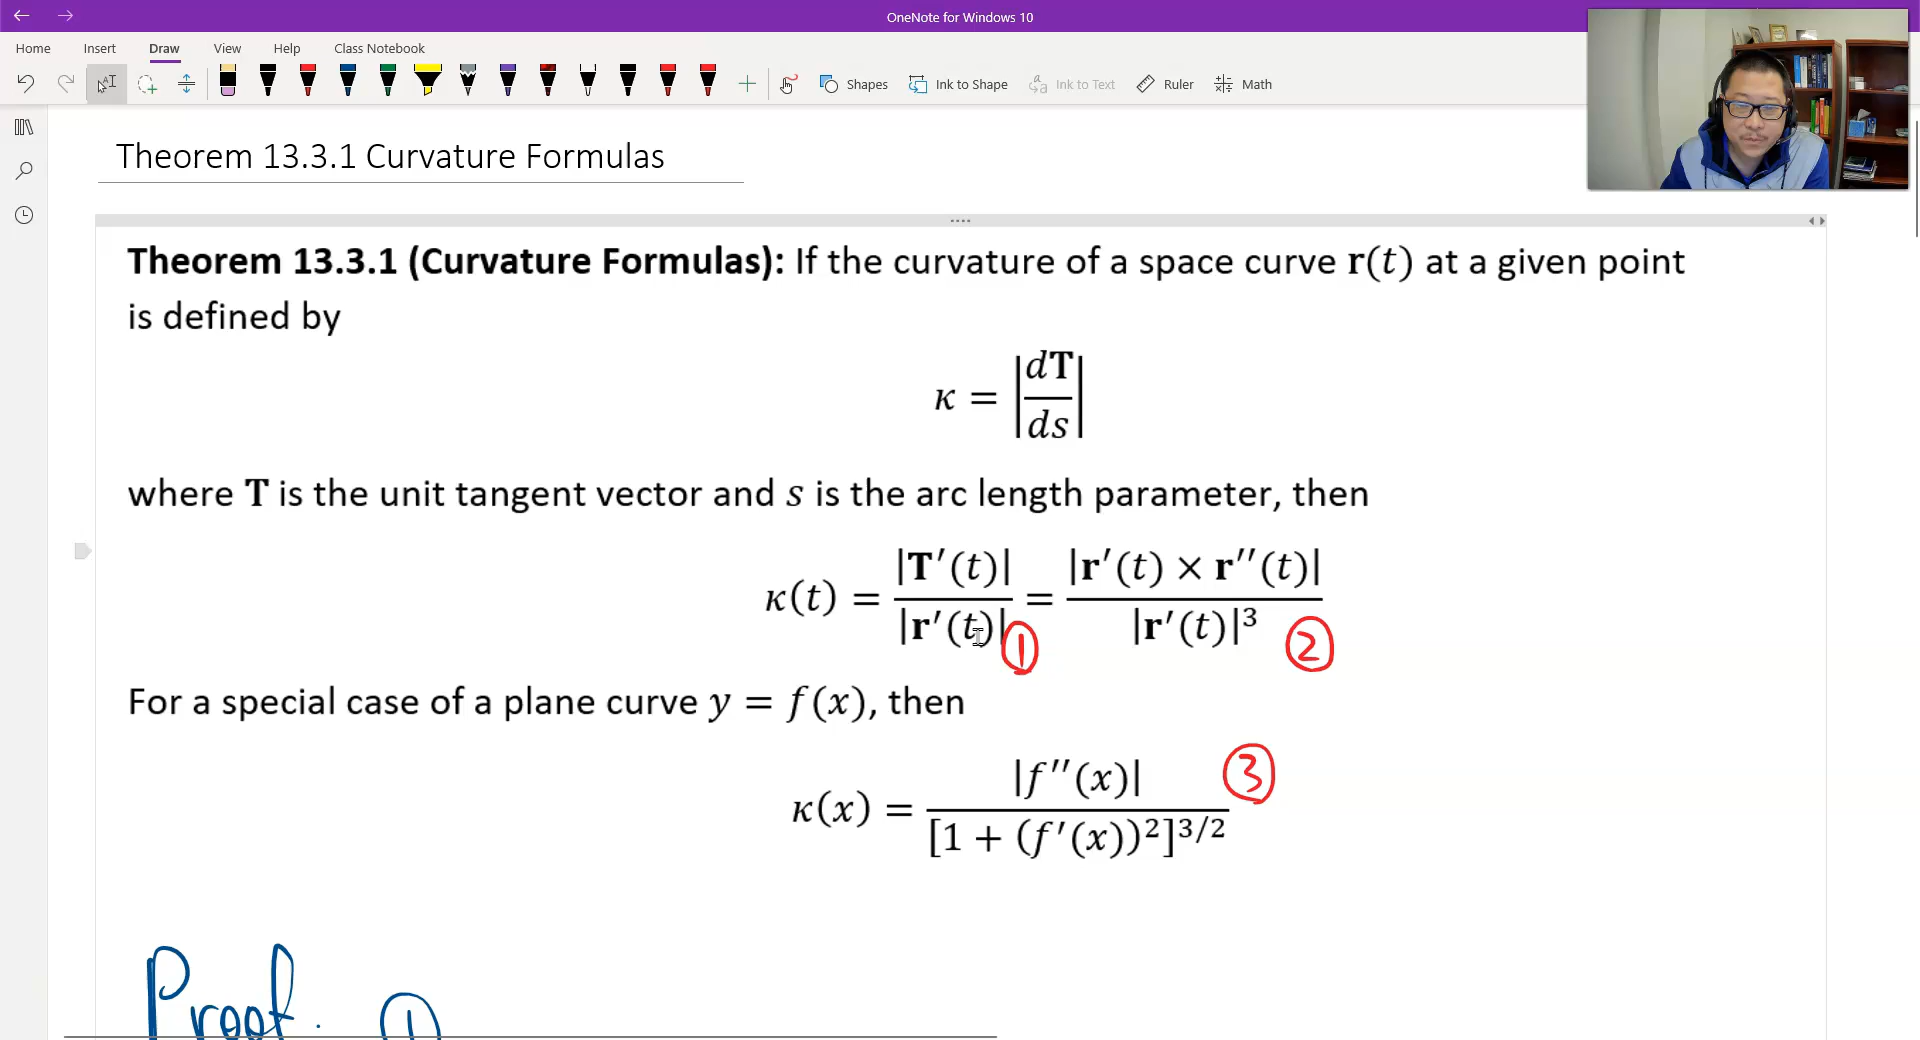 OneNote for Windows 10
Home Insert Draw View Help Class Notebook
Shapes Ink to Shape Ink to Text Ruler Math
Theorem 13.3.1 Curvature Formulas
Theorem 13.3.1 (Curvature Formulas): If the curvature of a space curve r(t) at a given point
is defined by
κ = |dT/ds|
where T is the unit tangent vector and s is the arc length parameter, then
κ(t) = |T′(t)|/|r′(t)| = |r′(t) × r′′(t)|/|r′(t)|³
① ②
For a special case of a plane curve y = f(x), then
κ(x) = |f′′(x)|/[1 + (f′(x))²]^{3/2} ③
Proof. ①